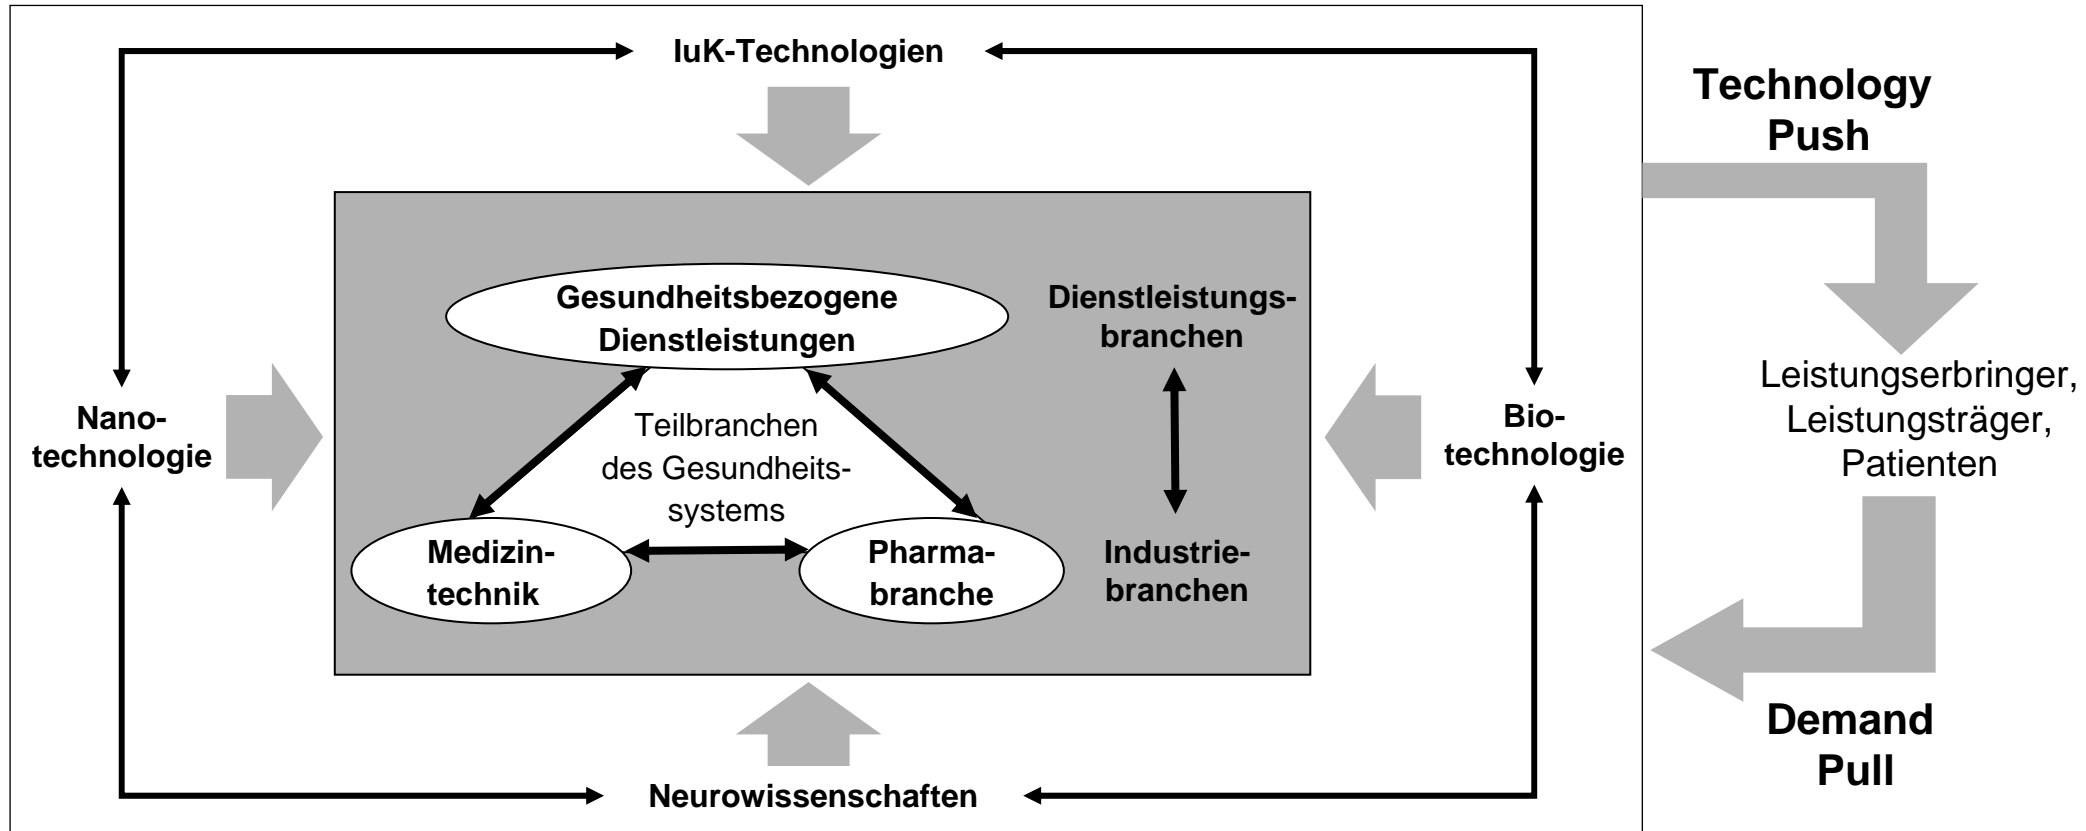 IuK-Technologien
Technology
Push
Gesundheitsbezogene
Dienstleistungen
Dienstleistungs-
branchen
Nano-
technologie
Teilbranchen
des Gesundheits-
systems
Bio-
technologie
Leistungserbringer,
Leistungsträger,
Patienten
Medizin-
technik
Pharma-
branche
Industrie-
branchen
Neurowissenschaften
Demand
Pull